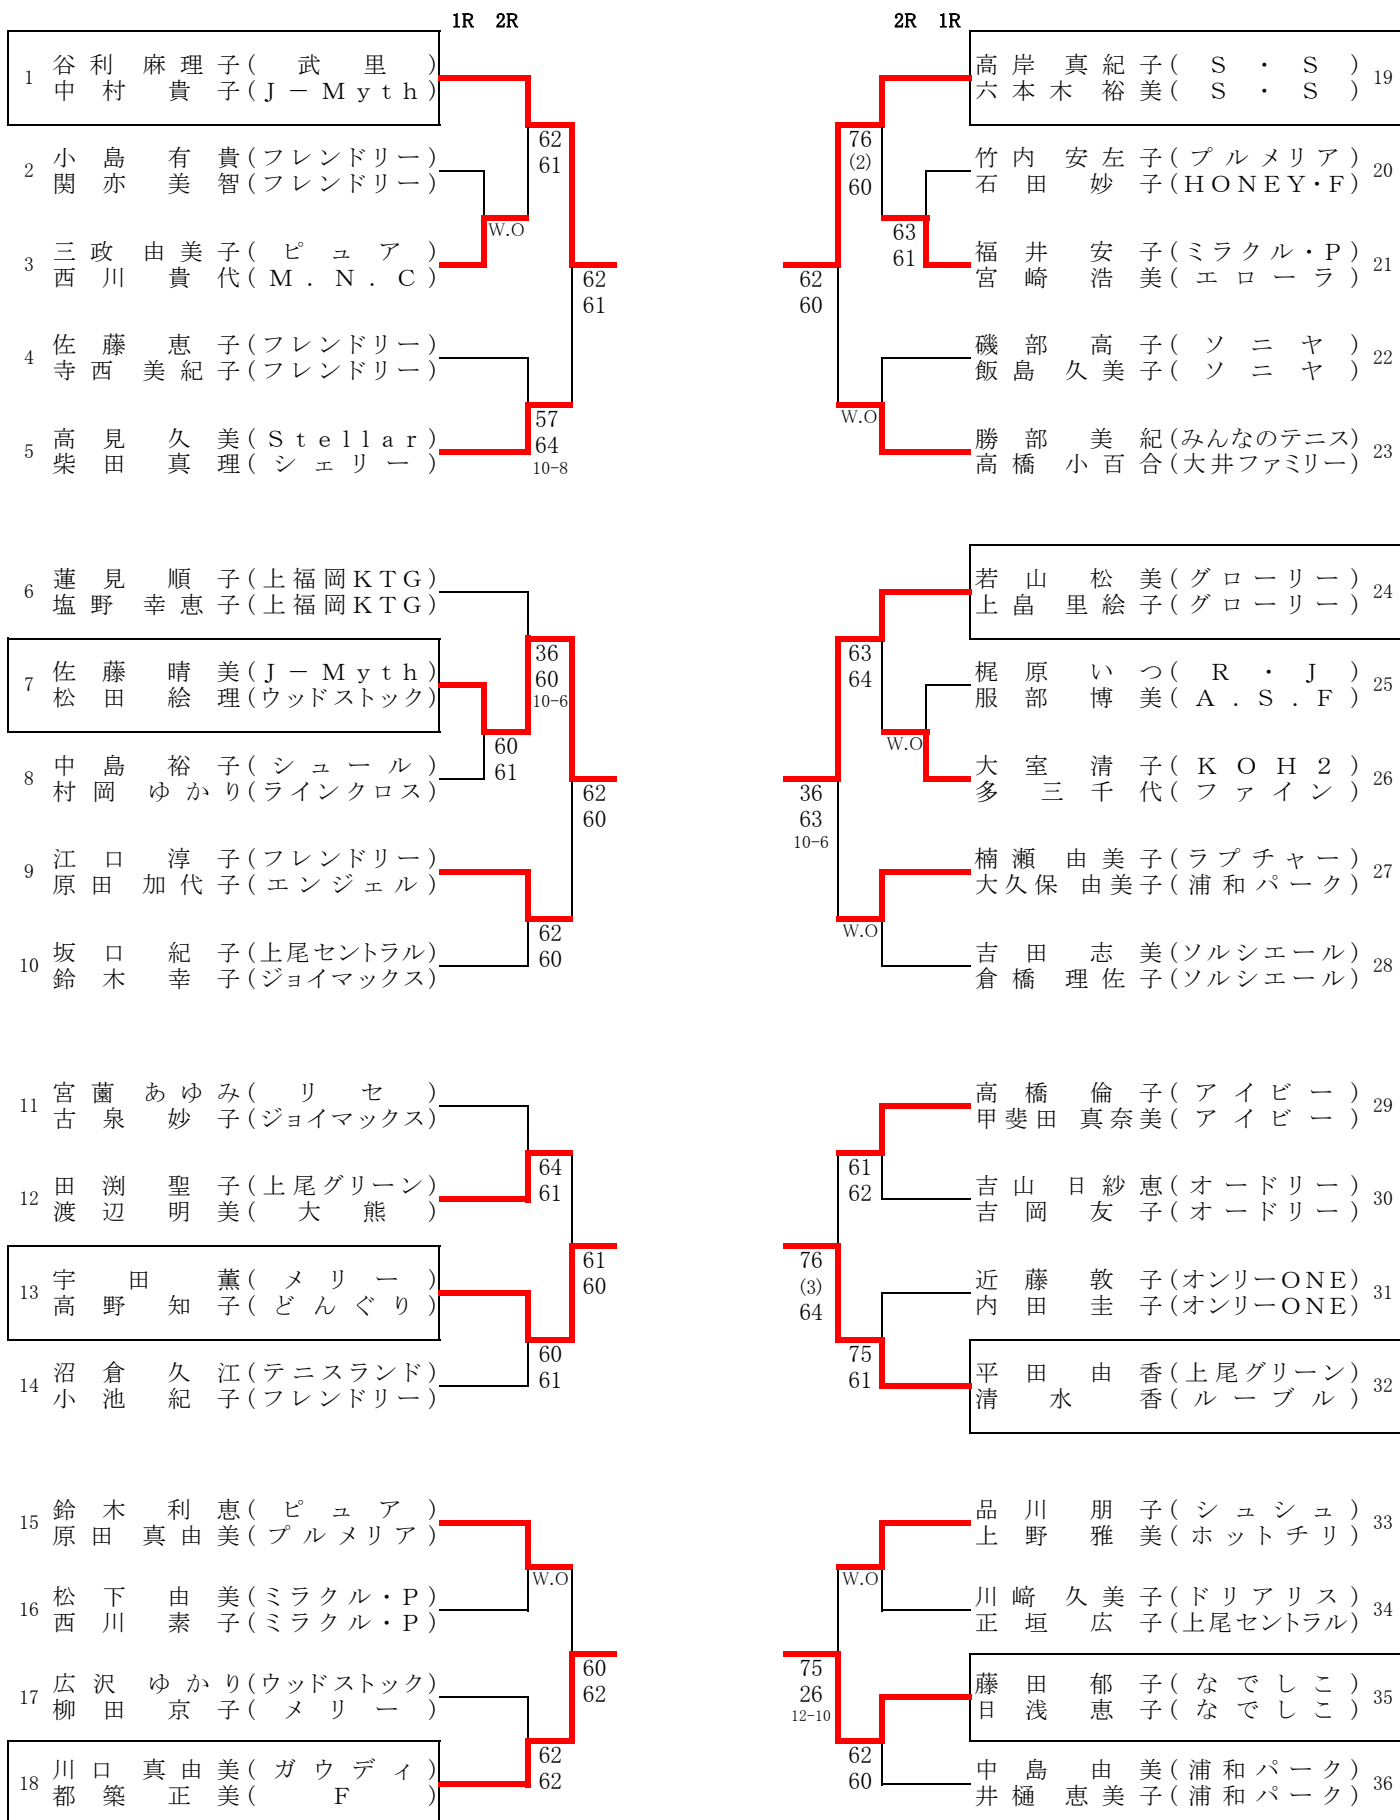 1R 2R
1 谷利 麻理子(武里)
中村 貴子(J-Myth)
62
61
2 小島 有貴(フレンドリー)
関亦 美智(フレンドリー)
W.O
3 三政 由美子(ピュア)
西川 貴代(M.N.C)
62
61
4 佐藤 恵子(フレンドリー)
寺西 美紀子(フレンドリー)
57
64
10-8
5 高見 久美(Stellar)
柴田 真理(シェリー)
6 蓮見 順子(上福岡KTG)
塩野 幸恵子(上福岡KTG)
36
60
10-6
7 佐藤 晴美(J-Myth)
松田 絵理(ウッドストック)
60
61
8 中島 裕子(シュール)
村岡 ゆかり(ラインクロス)
62
60
9 江口 淳子(フレンドリー)
原田 加代子(エンジェル)
62
60
10 坂口 紀子(上尾セントラル)
鈴木 幸子(ジョイマックス)
11 宮薗 あゆみ(リセ)
古泉 妙子(ジョイマックス)
64
61
12 田渕 聖子(上尾グリーン)
渡辺 明美(大熊)
61
60
13 宇田 薫(メリー)
高野 知子(どんぐり)
60
61
14 沼倉 久江(テニスランド)
小池 紀子(フレンドリー)
15 鈴木 利恵(ピュア)
原田 真由美(プルメリア)
W.O
16 松下 由美(ミラクル・P)
西川 素子(ミラクル・P)
60
62
17 広沢 ゆかり(ウッドストック)
柳田 京子(メリー)
62
62
18 川口 真由美(ガウディ)
都築 正美(F)
2R 1R
高岸 真紀子(S・S) 19
六本木 裕美(S・S)
76
(2)
60
竹内 安左子(プルメリア) 20
石田 妙子(HONEY・F)
63
61
福井 安子(ミラクル・P) 21
宮崎 浩美(エローラ)
62
60
磯部 高子(ソニヤ) 22
飯島 久美子(ソニヤ)
W.O
勝部 美紀(みんなのテニス) 23
高橋 小百合(大井ファミリー)
若山 松美(グローリー) 24
上畠 里絵子(グローリー)
63
64
梶原 いつ(R・J) 25
服部 博美(A.S.F)
W.O
大室 清子(KOH2) 26
多 三千代(ファイン)
36
63
10-6
楠瀬 由美子(ラプチャー) 27
大久保 由美子(浦和パーク)
W.O
吉田 志美(ソルシエール) 28
倉橋 理佐子(ソルシエール)
高橋 倫子(アイビー) 29
甲斐田 真奈美(アイビー)
61
62
吉山 日紗恵(オードリー) 30
吉岡 友子(オードリー)
76
(3)
64
近藤 敦子(オンリーONE) 31
内田 圭子(オンリーONE)
75
61
平田 由香(上尾グリーン) 32
清水 香(ルーブル)
品川 朋子(シュシュ) 33
上野 雅美(ホットチリ)
W.O
川﨑 久美子(ドリアリス) 34
正垣 広子(上尾セントラル)
75
26
12-10
藤田 郁子(なでしこ) 35
日浅 恵子(なでしこ)
62
60
中島 由美(浦和パーク) 36
井樋 恵美子(浦和パーク)